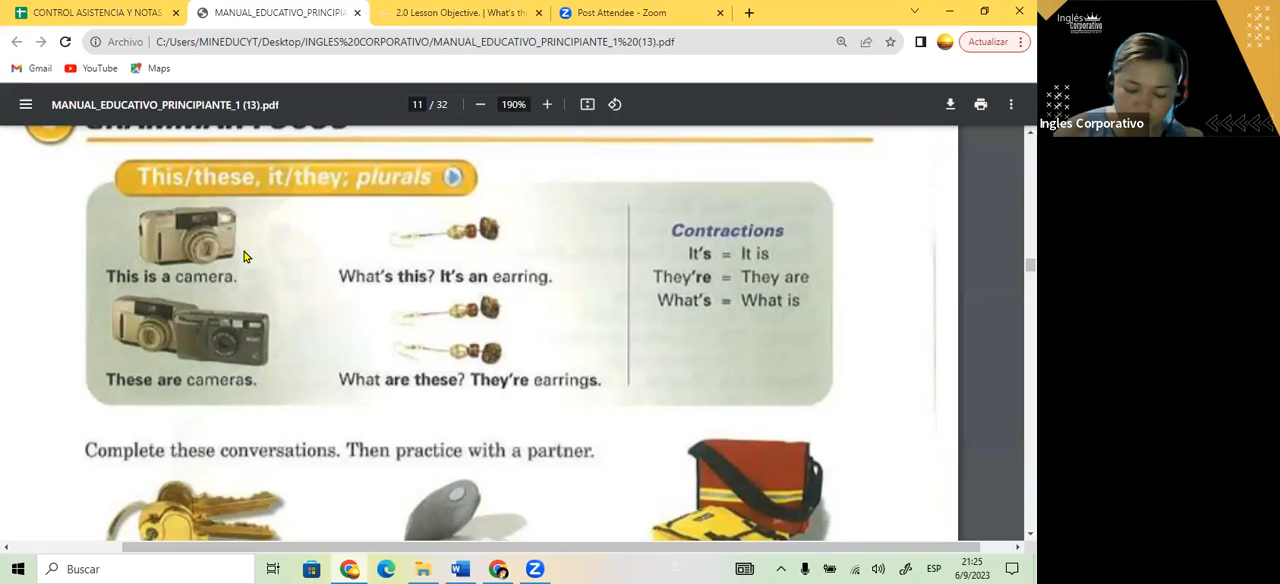 CONTROL ASISTENCIA Y NOTAS
MANUAL_EDUCATIVO_PRINCIPIA
2.0 Lesson Objective. | What's th
Post Attendee - Zoom
Archivo
C:/Users/MINEDUCYT/Desktop/INGLES%20CORPORATIVO/MANUAL_EDUCATIVO_PRINCIPIANTE_1%20(13).pdf
Actualizar
Gmail
YouTube
Maps
MANUAL_EDUCATIVO_PRINCIPIANTE_1 (13).pdf
11 / 32
190%
GRAMMAR FOCUS
This/these, it/they; plurals
This is a camera.
What's this? It's an earring.
These are cameras.
What are these? They're earrings.
Contractions
It's = It is
They're = They are
What's = What is
Complete these conversations. Then practice with a partner.
Inglés
Corporativo
Ingles Corporativo
Buscar
ESP
21:25
6/9/2023